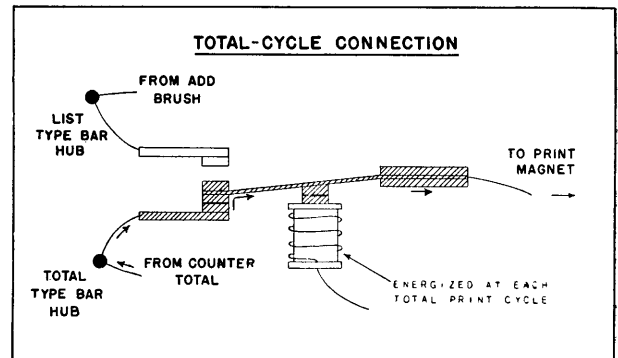 TOTAL-CYCLE CONNECTION
FROM ADD
BRUSH
LIST
TYPE BAR
HUB
TO PRINT
MAGNET
FROM COUNTER
TOTAL
TOTAL
TYPE BAR
HUB
ENERGIZED AT EACH
TOTAL PRINT CYCLE